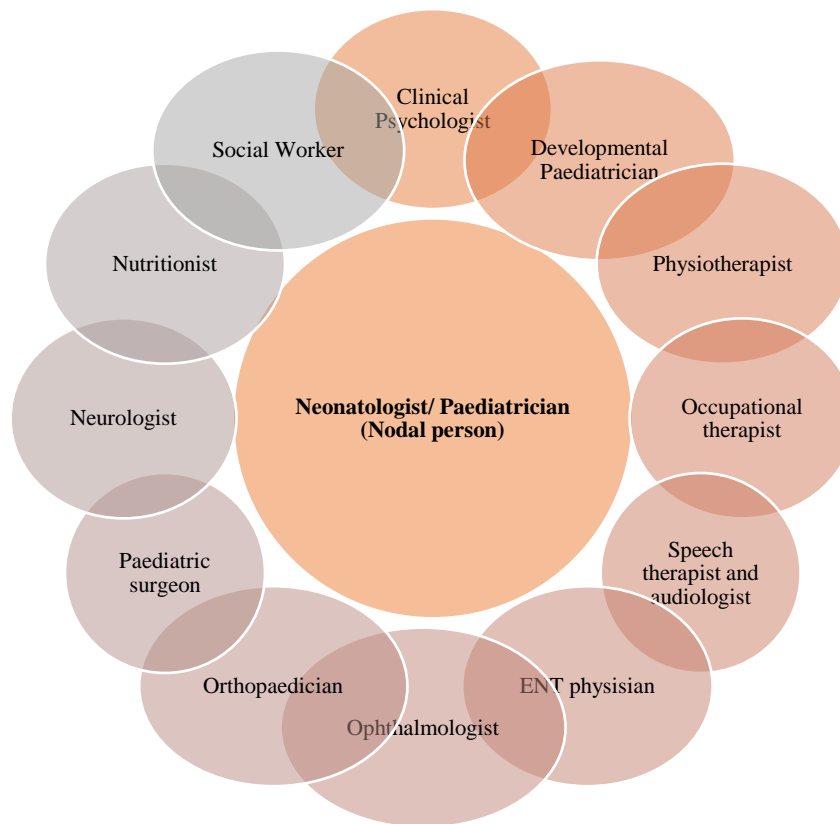 Clinical
Psychologist
Developmental
Paediatrician
Physiotherapist
Occupational
therapist
Speech
therapist and
audiologist
ENT physisian
Ophthalmologist
Orthopaedician
Paediatric
surgeon
Neurologist
Nutritionist
Social Worker
Neonatologist/ Paediatrician
(Nodal person)